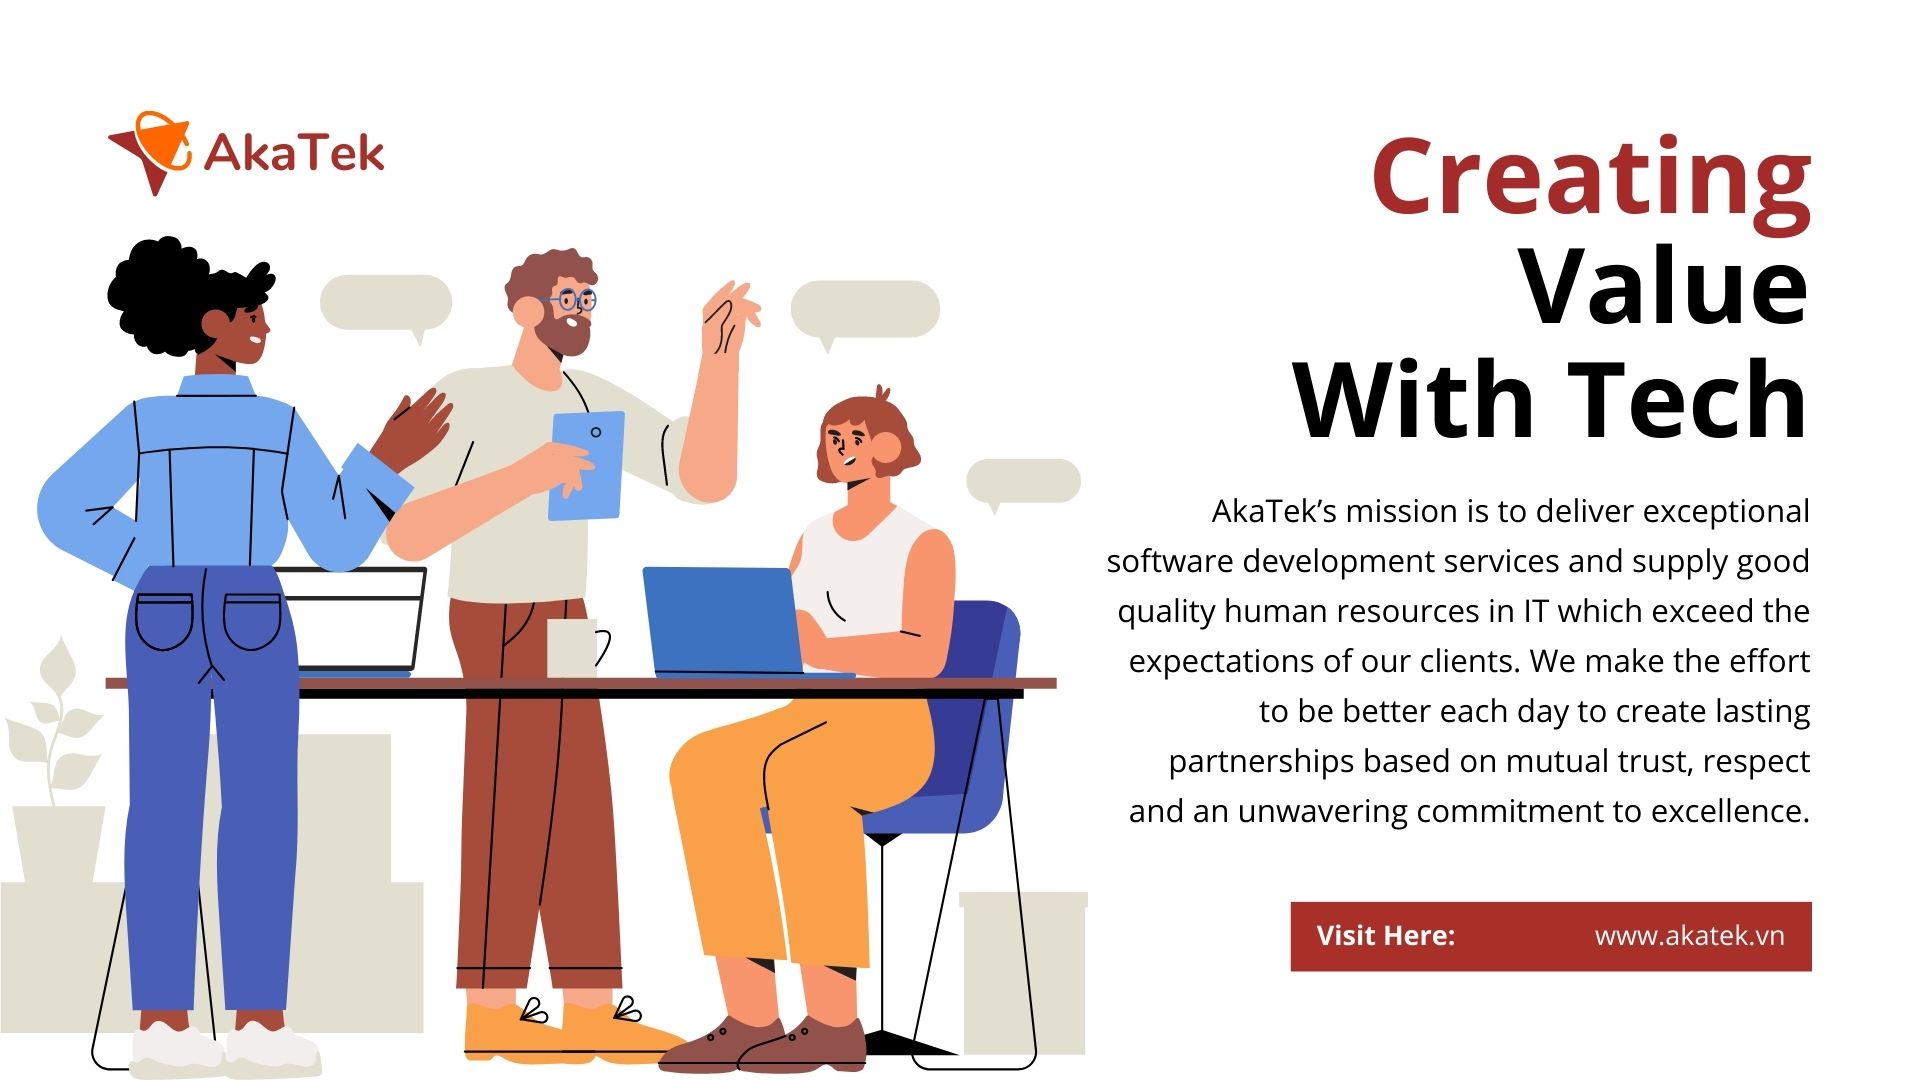 AkaTek
Creating
Value
With Tech
AkaTek’s mission is to deliver exceptional
software development services and supply good
quality human resources in IT which exceed the
expectations of our clients. We make the effort
to be better each day to create lasting
partnerships based on mutual trust, respect
and an unwavering commitment to excellence.
Visit Here: www.akatek.vn